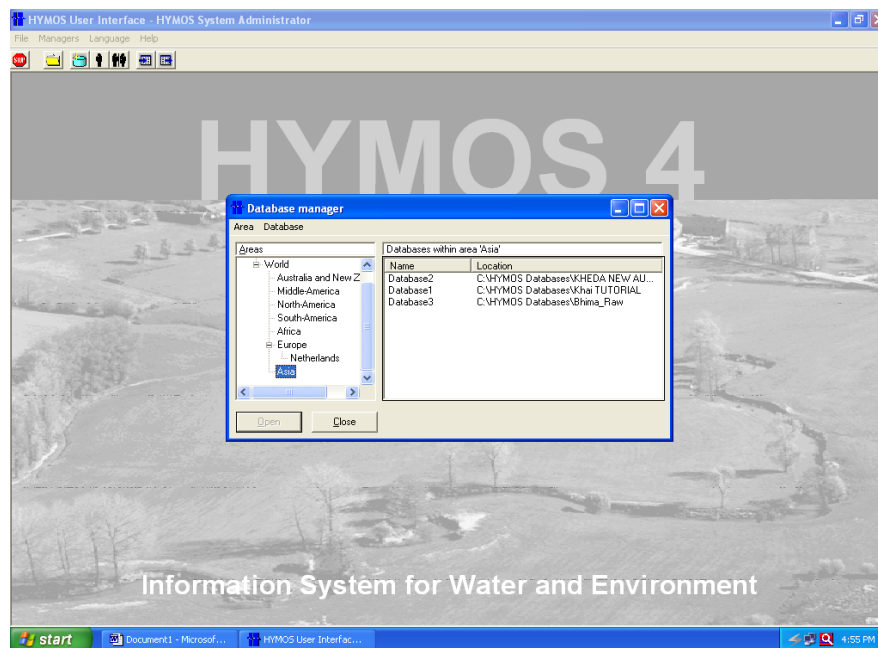 HYMOS User Interface - HYMOS System Administrator
File Managers Language Help
STOP
HYMOS 4
Database manager
Area Database
Areas
World
Australia and New Z
Middle-America
North-America
South-America
Africa
Europe
Netherlands
Asia
Databases within area 'Asia'
Name Location
Database2 C:\HYMOS Databases\KHEDA NEW AU...
Database1 C:\HYMOS Databases\Khai TUTORIAL
Database3 C:\HYMOS Databases\Bhima_Raw
Open Close
Information System for Water and Environment
start Document1 - Microsof... HYMOS User Interfac... 4:55 PM